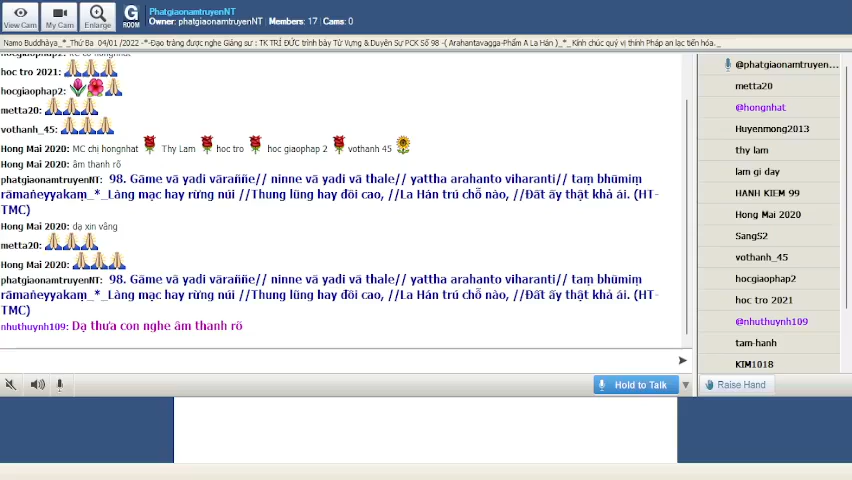 View Cam
My Cam
Enlarge
G
ROOM
PhatgiaonamtruyenNT
Owner: phatgiaonamtruyenNT Members: 17 Cams: 0
Namo Buddhàya_*_Thứ Ba 04/01 /2022 -*-Đạo tràng được nghe Giảng sư : TK TRÍ ĐỨC trình bày Từ Vựng & Duyên Sự PCK Số 98 -( Arahantavagga-Phẩm A La Hán )_*_ Kính chúc quý vị thính Pháp an lạc tiến hóa._
hoc tro 2021:
hocgiaophap2:
metta20:
vothanh_45:
Hong Mai 2020: MC chị hongnhat Thy Lam hoc tro hoc giaophap 2 vothanh 45
Hong Mai 2020: âm thanh rõ
phatgiaonamtruyenNT: 98. Gāme vā yadi vāraññe// ninne vā yadi vā thale// yattha arahanto viharanti// taṃ bhūmiṃ
rāmaṇeyyakaṃ_*_Làng mạc hay rừng núi //Thung lũng hay đồi cao, //La Hán trú chỗ nào, //Đất ấy thật khả ái. (HT-
TMC)
Hong Mai 2020: dạ xin vâng
metta20:
Hong Mai 2020:
phatgiaonamtruyenNT: 98. Gāme vā yadi vāraññe// ninne vā yadi vā thale// yattha arahanto viharanti// taṃ bhūmiṃ
rāmaṇeyyakaṃ_*_Làng mạc hay rừng núi //Thung lũng hay đồi cao, //La Hán trú chỗ nào, //Đất ấy thật khả ái. (HT-
TMC)
nhuthuynh109: Dạ thưa con nghe âm thanh rõ
Hold to Talk
@phatgiaonamtruyen...
metta20
@hongnhat
Huyenmong2013
thy lam
lam gi day
HANH KIEM 99
Hong Mai 2020
SangS2
vothanh_45
hocgiaophap2
hoc tro 2021
@nhuthuynh109
tam-hanh
KIM1018
Raise Hand